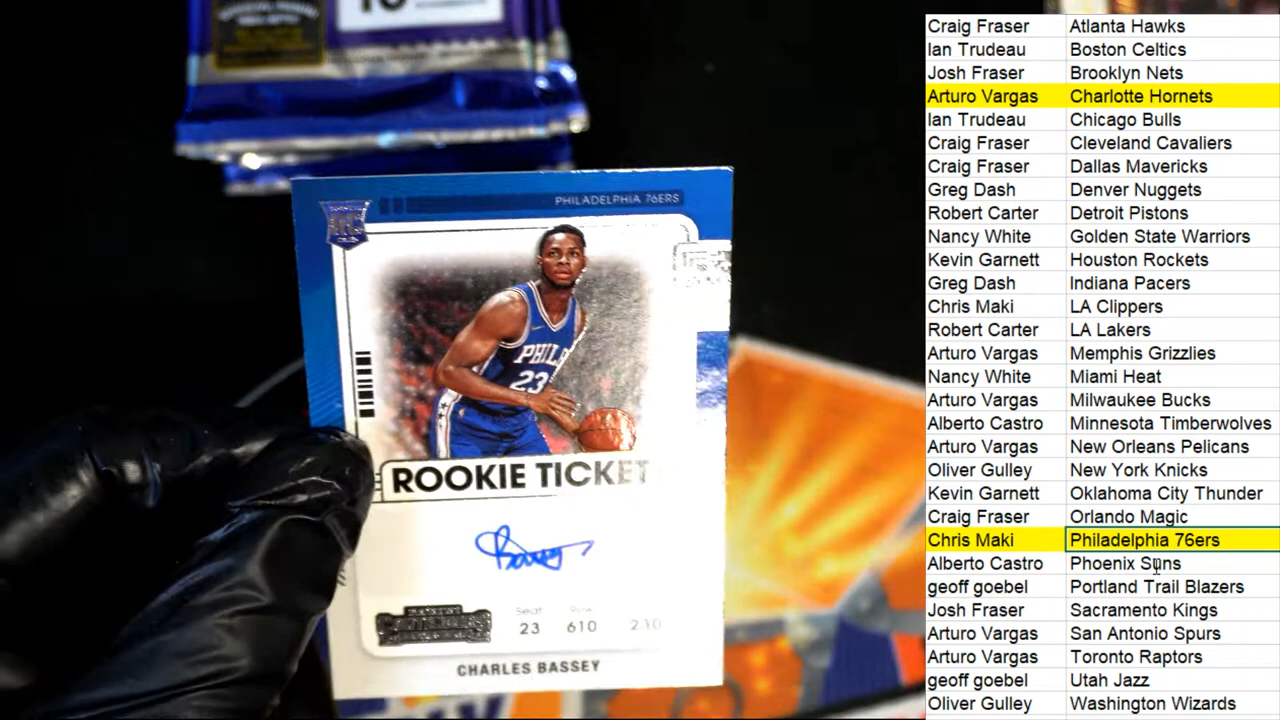 PHILADELPHIA 76ERS
PHILA
23
ROOKIE TICKET
Seat Row
23 610 210
CHARLES BASSEY
Craig Fraser Atlanta Hawks
Ian Trudeau Boston Celtics
Josh Fraser Brooklyn Nets
Arturo Vargas Charlotte Hornets
Ian Trudeau Chicago Bulls
Craig Fraser Cleveland Cavaliers
Craig Fraser Dallas Mavericks
Greg Dash Denver Nuggets
Robert Carter Detroit Pistons
Nancy White Golden State Warriors
Kevin Garnett Houston Rockets
Greg Dash Indiana Pacers
Chris Maki LA Clippers
Robert Carter LA Lakers
Arturo Vargas Memphis Grizzlies
Nancy White Miami Heat
Arturo Vargas Milwaukee Bucks
Alberto Castro Minnesota Timberwolves
Arturo Vargas New Orleans Pelicans
Oliver Gulley New York Knicks
Kevin Garnett Oklahoma City Thunder
Craig Fraser Orlando Magic
Chris Maki Philadelphia 76ers
Alberto Castro Phoenix Suns
geoff goebel Portland Trail Blazers
Josh Fraser Sacramento Kings
Arturo Vargas San Antonio Spurs
Arturo Vargas Toronto Raptors
geoff goebel Utah Jazz
Oliver Gulley Washington Wizards